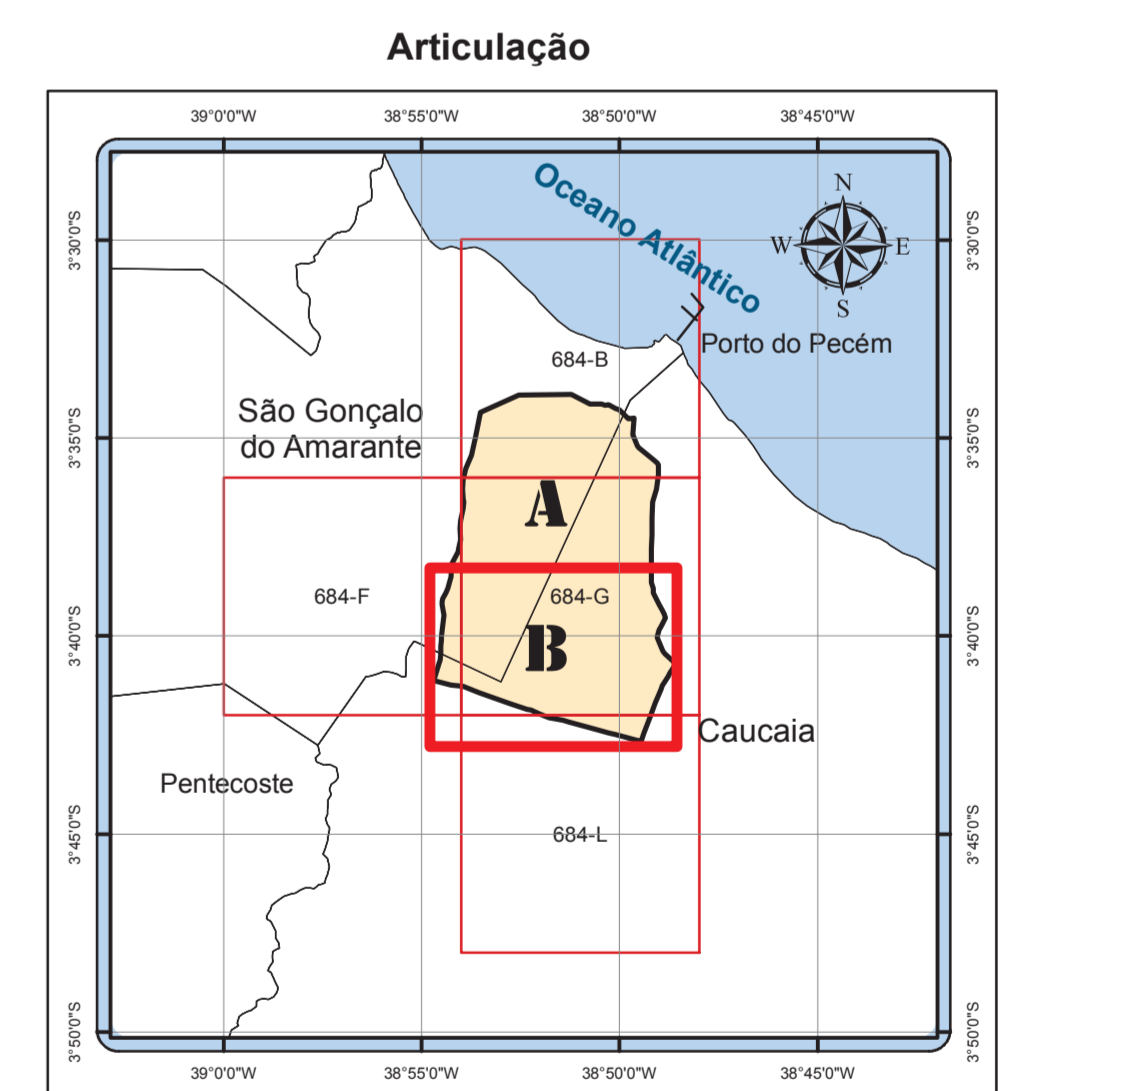 Articulação
39°0'0"W 38°55'0"W 38°50'0"W 38°45'0"W
Oceano Atlântico
N
W E
S
3°30'0"S 3°30'0"S
Porto do Pecém
684-B
São Gonçalo
do Amarante
3°35'0"S 3°35'0"S
A
684-F 684-G
3°40'0"S 3°40'0"S
B
Caucaia
Pentecoste
3°45'0"S 684-L 3°45'0"S
3°50'0"S 3°50'0"S
39°0'0"W 38°55'0"W 38°50'0"W 38°45'0"W